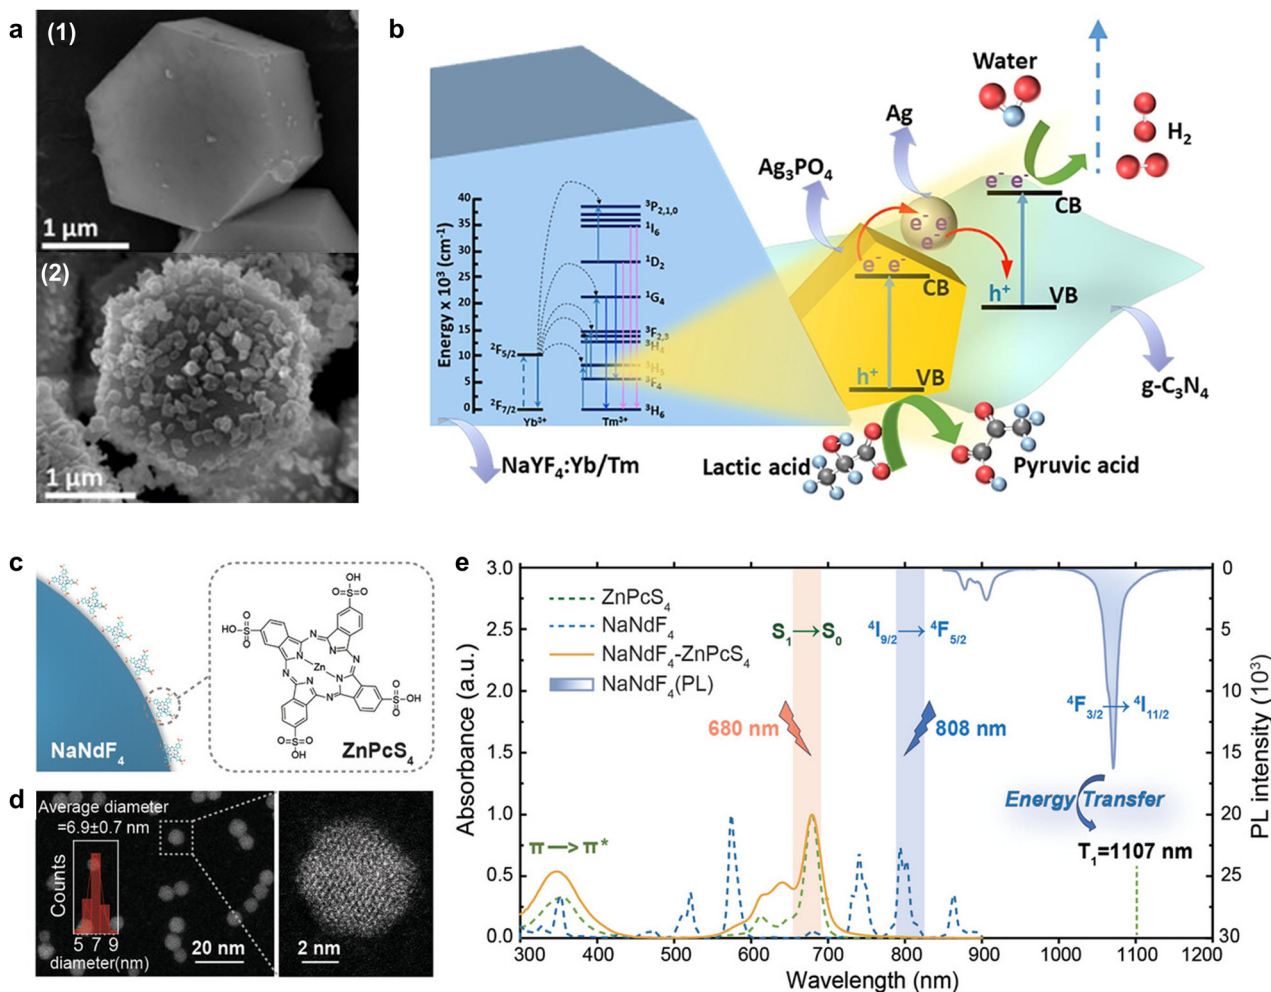 a
(1)
1 μm
(2)
1 μm
b
Water
H2
Ag
Ag3PO4
e- e-
CB
e- e
e-
h+
VB
e- e-
CB
h+
VB
g-C3N4
Energy x 10³ (cm⁻¹)
40
35
30
25
20
15
10
5
0
³P2,1,0
¹I6
¹D2
¹G4
³F2,3
³H4
³H5
³F4
³H6
²F5/2
²F7/2
Yb³⁺
Tm³⁺
NaYF4:Yb/Tm
Lactic acid
Pyruvic acid
c
NaNdF4
OH
O=S=O
HO-S
O
O
N
N
N
N
Zn
N
N
N
N
O
S-OH
O
O=S=O
OH
ZnPcS4
d
Average diameter
=6.9±0.7 nm
Counts
5 7 9
diameter(nm)
20 nm
2 nm
e
Absorbance (a.u.)
3.0
2.5
2.0
1.5
1.0
0.5
0.0
ZnPcS4
NaNdF4
NaNdF4-ZnPcS4
NaNdF4(PL)
S1→S0
⁴I9/2→⁴F5/2
680 nm
808 nm
⁴F3/2→⁴I11/2
Energy Transfer
T1=1107 nm
π→π*
300 400 500 600 700 800 900 1000 1100 1200
Wavelength (nm)
0
5
10
15
20
25
30
PL intensity (10³)